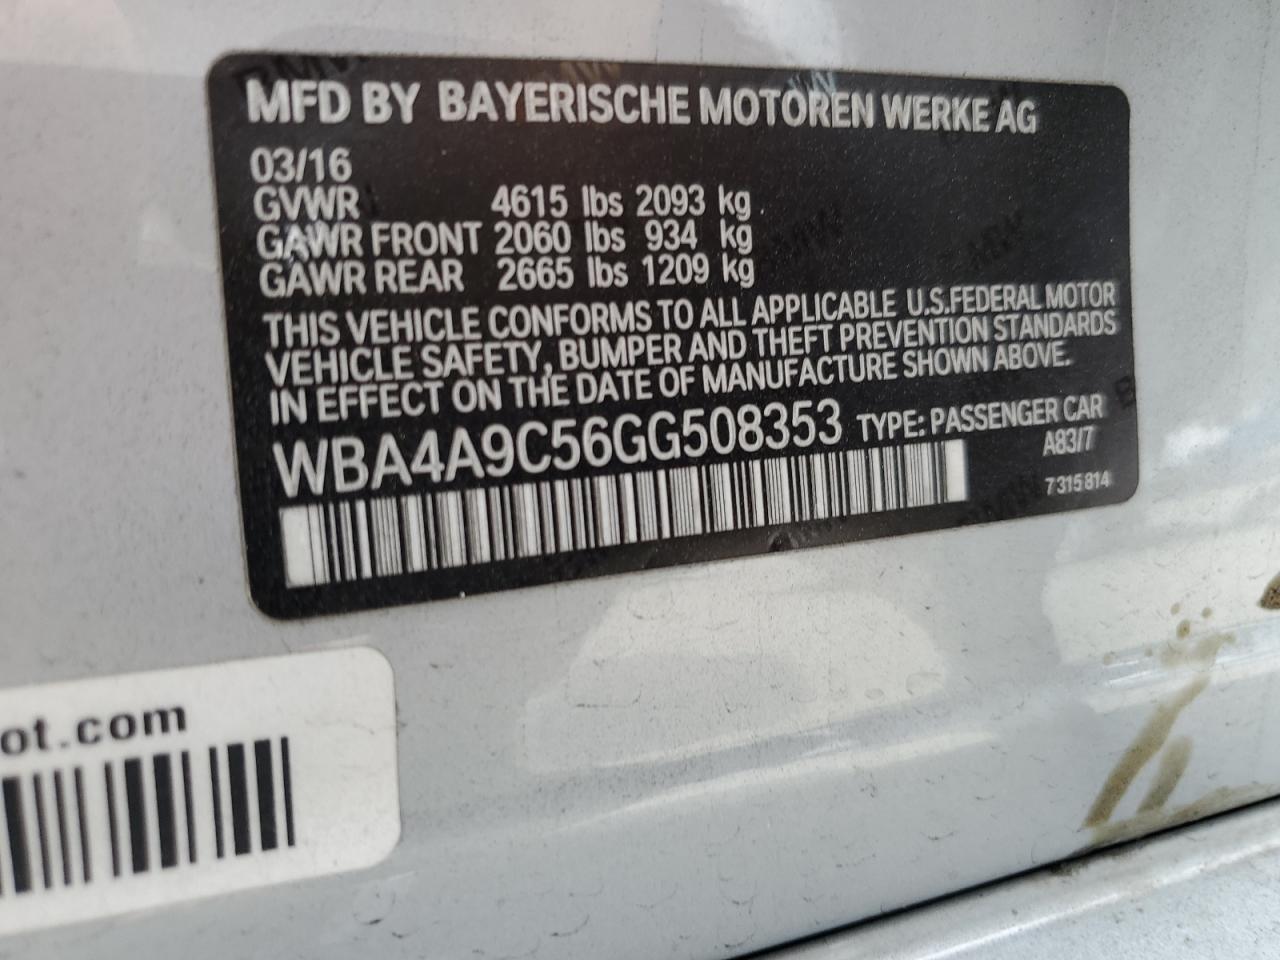 MFD BY BAYERISCHE MOTOREN WERKE AG
03/16
GVWR 4615 lbs 2093 kg
GAWR FRONT 2060 lbs 934 kg
GAWR REAR 2665 lbs 1209 kg
THIS VEHICLE CONFORMS TO ALL APPLICABLE U.S.FEDERAL MOTOR
VEHICLE SAFETY, BUMPER AND THEFT PREVENTION STANDARDS
IN EFFECT ON THE DATE OF MANUFACTURE SHOWN ABOVE.
WBA4A9C56GG508353 TYPE: PASSENGER CAR
A83/7
7315814
ot.com